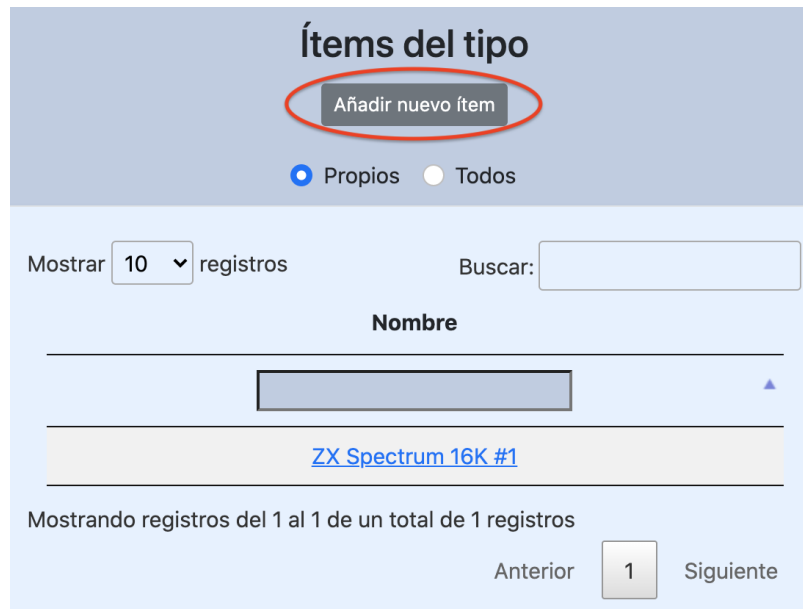 Ítems del tipo
Añadir nuevo ítem
Propios Todos
Mostrar 10 registros Buscar:
Nombre
ZX Spectrum 16K #1
Mostrando registros del 1 al 1 de un total de 1 registros
Anterior 1 Siguiente